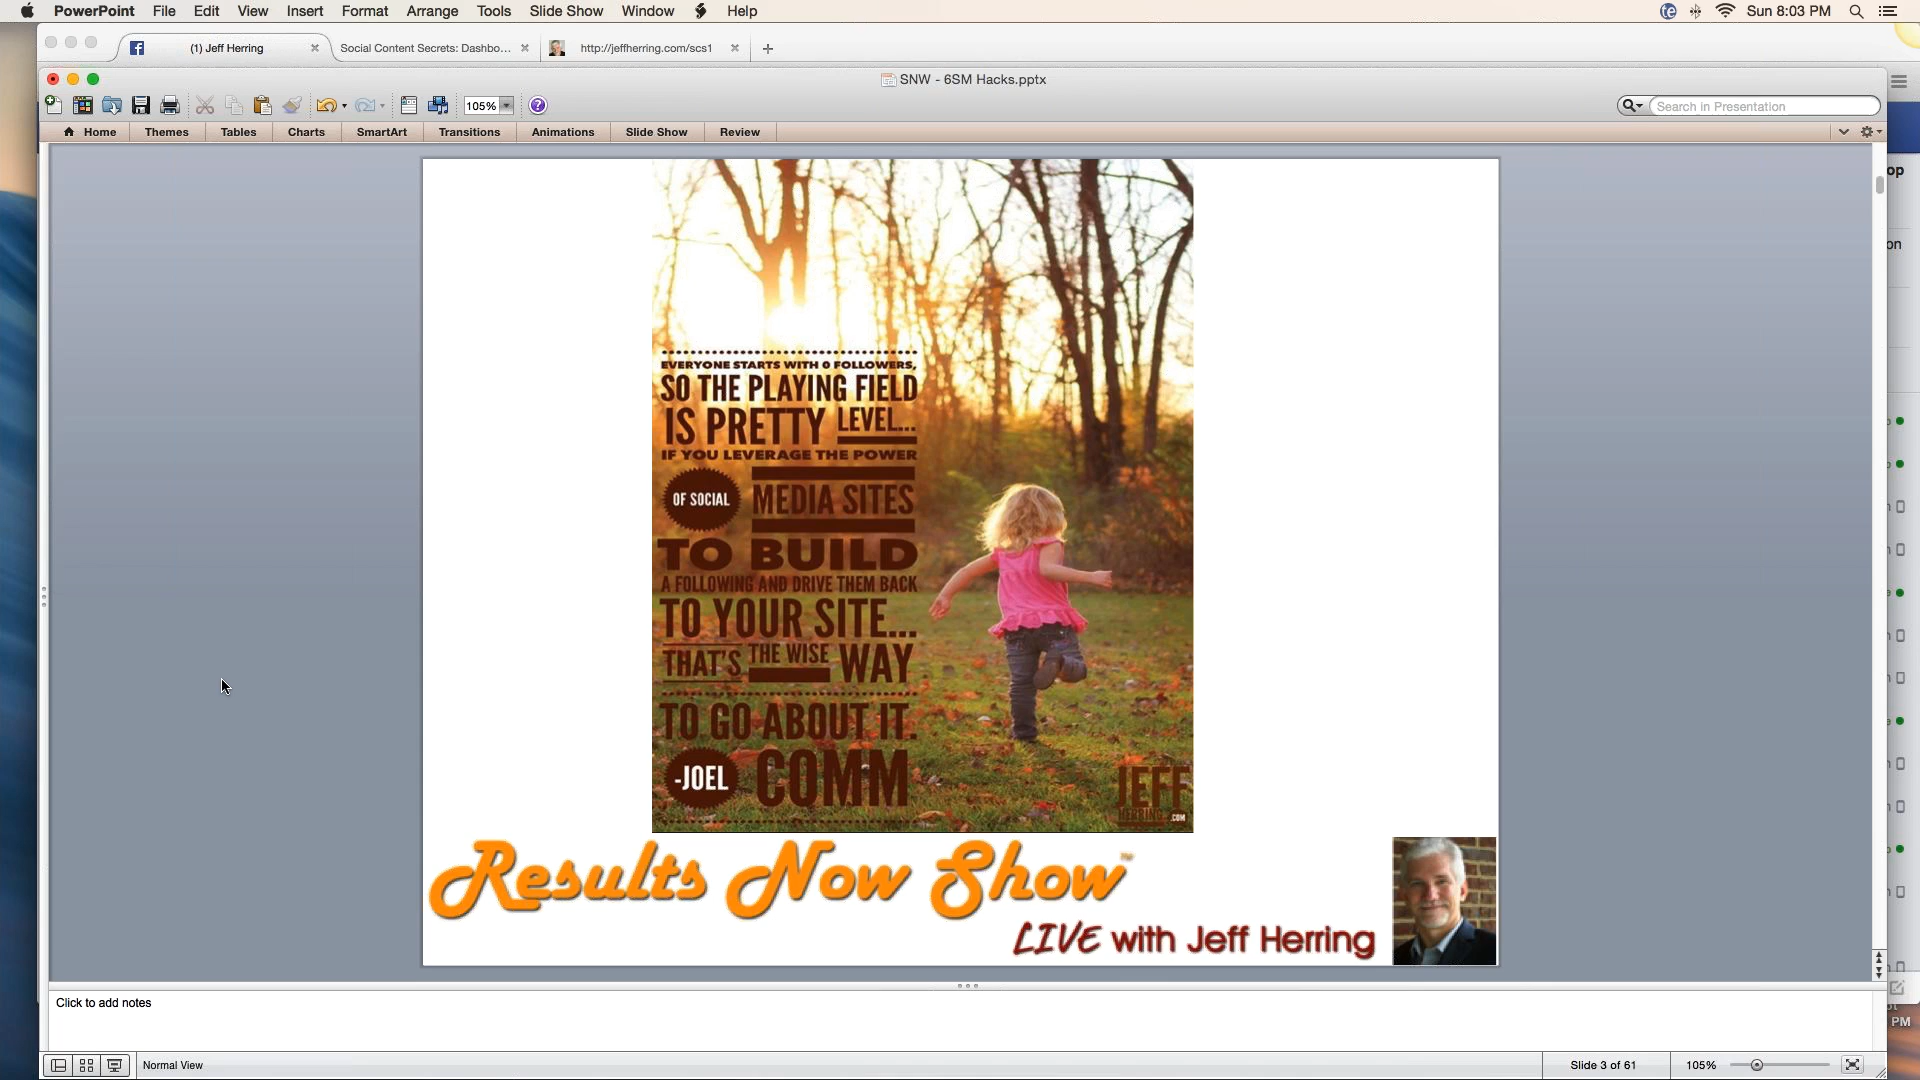 PowerPoint File Edit View Insert Format Arrange Tools Slide Show Window Help
te Sun 8:03 PM
(1) Jeff Herring Social Content Secrets: Dashbo... http://jeffherring.com/scs1
SNW - 6SM Hacks.pptx
105% Search in Presentation
Home Themes Tables Charts SmartArt Transitions Animations Slide Show Review
EVERYONE STARTS WITH 0 FOLLOWERS,
SO THE PLAYING FIELD
IS PRETTY LEVEL...
IF YOU LEVERAGE THE POWER
OF SOCIAL MEDIA SITES
TO BUILD
A FOLLOWING AND DRIVE THEM BACK
TO YOUR SITE...
THAT'S THE WISE WAY
TO GO ABOUT IT.
-JOEL COMM
JEFF
HERRING .COM
Results Now Show™
LIVE with Jeff Herring
Click to add notes
PM
Normal View Slide 3 of 61 105%